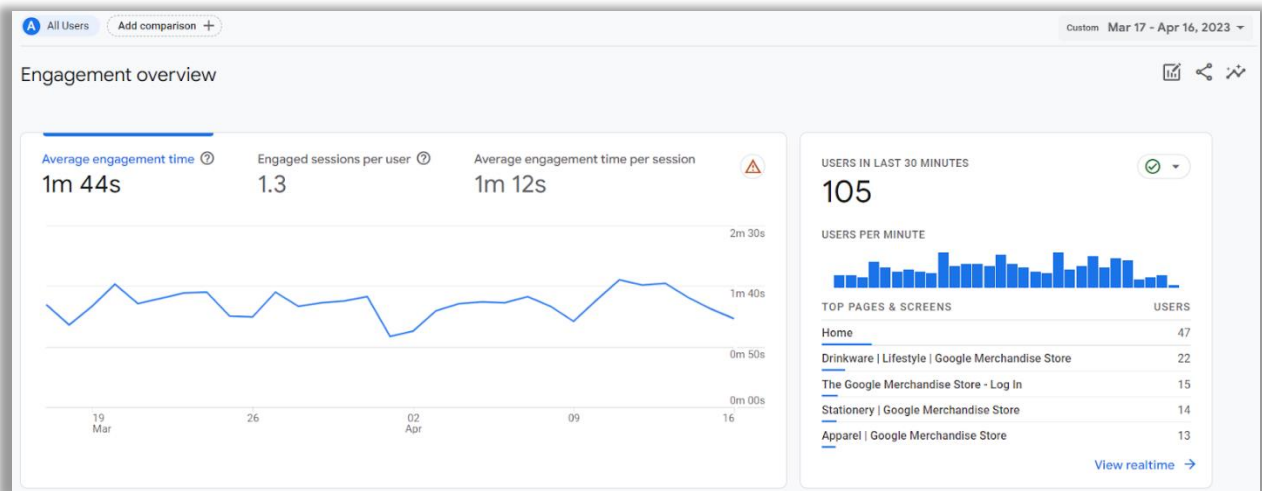 A All Users Add comparison + Custom Mar 17 - Apr 16, 2023
Engagement overview
Average engagement time
1m 44s
Engaged sessions per user
1.3
Average engagement time per session
1m 12s
2m 30s
1m 40s
0m 50s
0m 00s
19
Mar
26
02
Apr
09
16
USERS IN LAST 30 MINUTES
105
USERS PER MINUTE
TOP PAGES & SCREENS USERS
Home 47
Drinkware | Lifestyle | Google Merchandise Store 22
The Google Merchandise Store - Log In 15
Stationery | Google Merchandise Store 14
Apparel | Google Merchandise Store 13
View realtime →